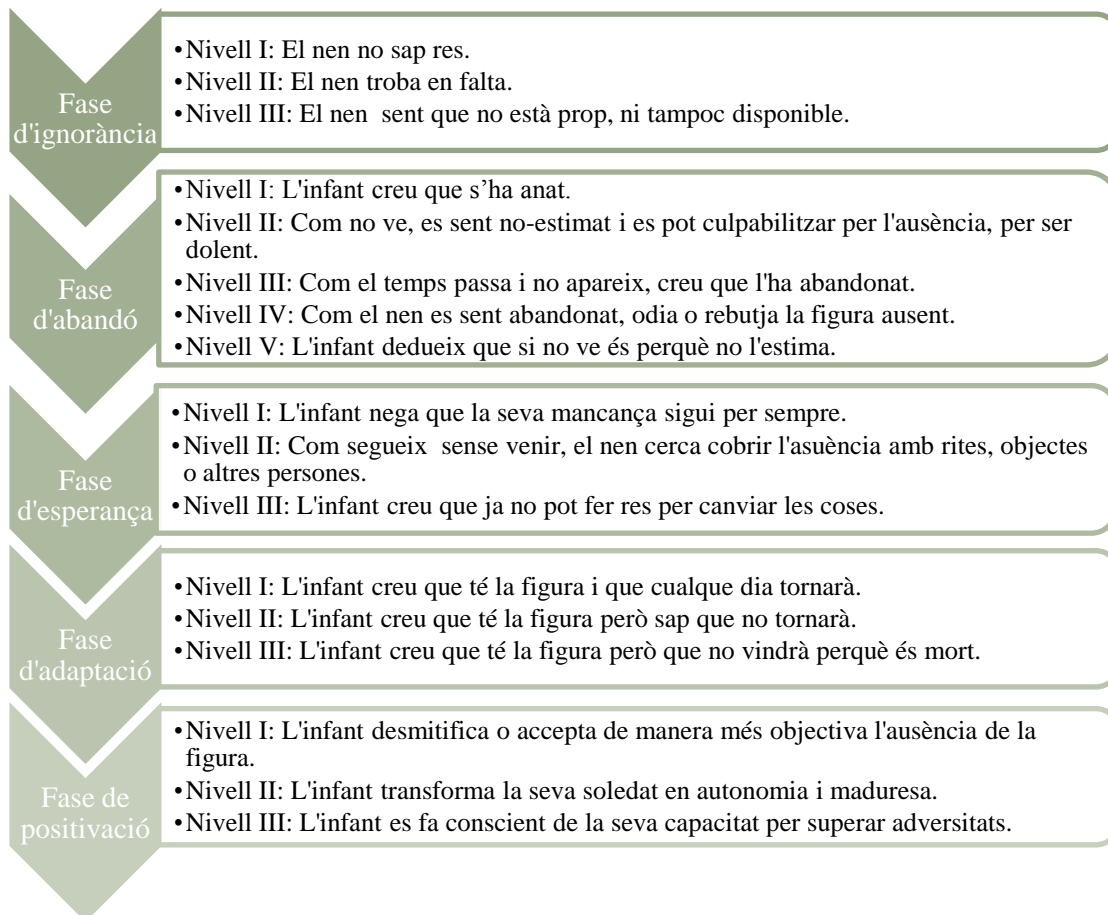 Fase
d'ignorància
•Nivell I: El nen no sap res.
•Nivell II: El nen troba en falta.
•Nivell III: El nen sent que no està prop, ni tampoc disponible.
Fase
d'abandó
•Nivell I: L'infant creu que s’ha anat.
•Nivell II: Com no ve, es sent no-estimat i es pot culpabilitzar per l'ausència, per ser
dolent.
•Nivell III: Com el temps passa i no apareix, creu que l'ha abandonat.
•Nivell IV: Com el nen es sent abandonat, odia o rebutja la figura ausent.
•Nivell V: L'infant dedueix que si no ve és perquè no l'estima.
Fase
d'esperança
•Nivell I: L'infant nega que la seva mancança sigui per sempre.
•Nivell II: Com segueix sense venir, el nen cerca cobrir l'asuència amb rites, objectes
o altres persones.
•Nivell III: L'infant creu que ja no pot fer res per canviar les coses.
Fase
d'adaptació
•Nivell I: L'infant creu que té la figura i que cualque dia tornarà.
•Nivell II: L'infant creu que té la figura però sap que no tornarà.
•Nivell III: L'infant creu que té la figura però que no vindrà perquè és mort.
Fase de
positivació
•Nivell I: L'infant desmitifica o accepta de manera més objectiva l'ausència de la
figura.
•Nivell II: L'infant transforma la seva soledat en autonomia i maduresa.
•Nivell III: L'infant es fa conscient de la seva capacitat per superar adversitats.